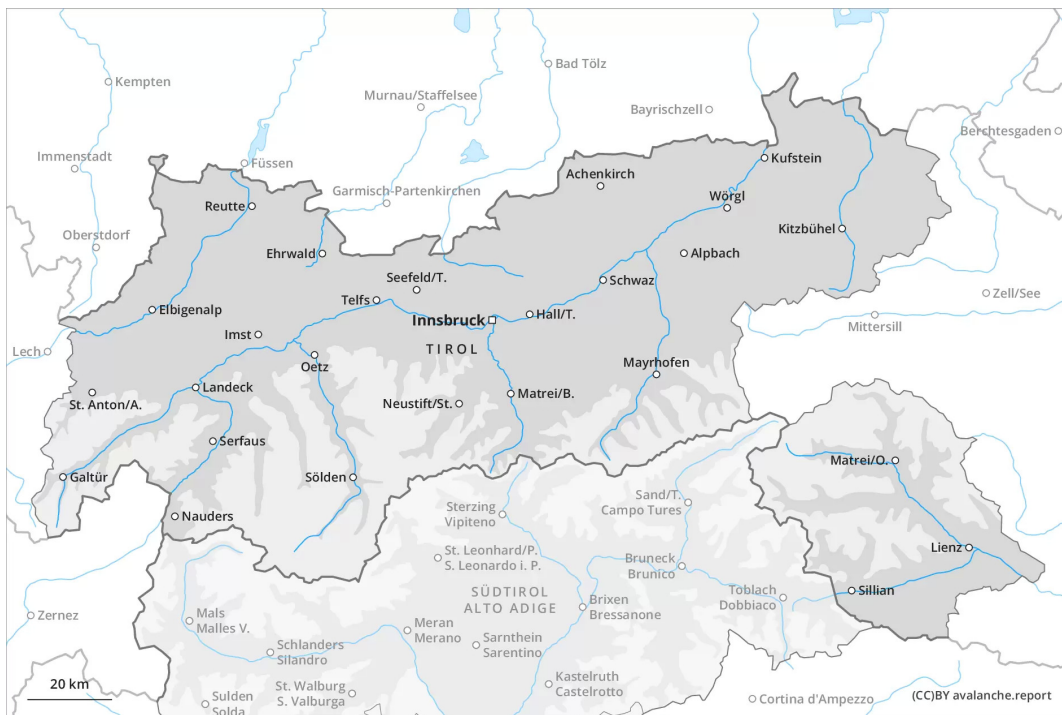 Kempten
Bad Tölz
Murnau/Staffelsee
Bayrischzell
Berchtesgaden
Immenstadt
Füssen
Kufstein
Achenkirch
Garmisch-Partenkirchen
Reutte
Wörgl
Oberstdorf
Kitzbühel
Ehrwald
Alpbach
Seefeld/T.
Schwaz
Zell/See
Telfs
Elbigenalp
Hall/T.
Innsbruck
Mittersill
Imst
TIROL
Lech
Oetz
Mayrhofen
Landeck
St. Anton/A.
Neustift/St.
Matrei/B.
Serfaus
Matrei/O.
Galtür
Sölden
Sterzing
Vipiteno
Sand/T.
Campo Tures
Nauders
Lienz
St. Leonhard/P.
S. Leonardo i. P.
Bruneck
Brunico
SÜDTIROL
ALTO ADIGE
Toblach
Dobbiaco
Sillian
Zernez
Brixen
Bressanone
Mals
Malles V.
Meran
Merano
Sarnthein
Sarentino
Schlanders
Silandro
20 km
St. Walburg
S. Valburga
Kastelruth
Castelrotto
Sulden
Solda
Cortina d'Ampezzo
(CC)BY avalanche.report